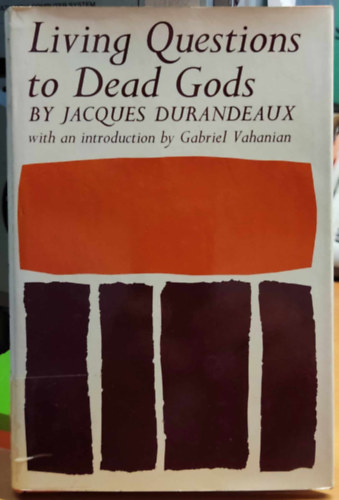 Living Questions
to Dead Gods
BY JACQUES DURANDEAUX
with an introduction by Gabriel Vahanian